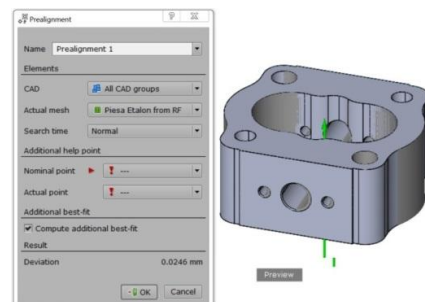 Prealignment
Name Prealignment 1
Elements
CAD All CAD groups
Actual mesh Piesa Etalon from RF
Search time Normal
Additional help point
Nominal point ---
Actual point ---
Additional best-fit
Compute additional best-fit
Result
Deviation 0.0246 mm
OK Cancel
Preview